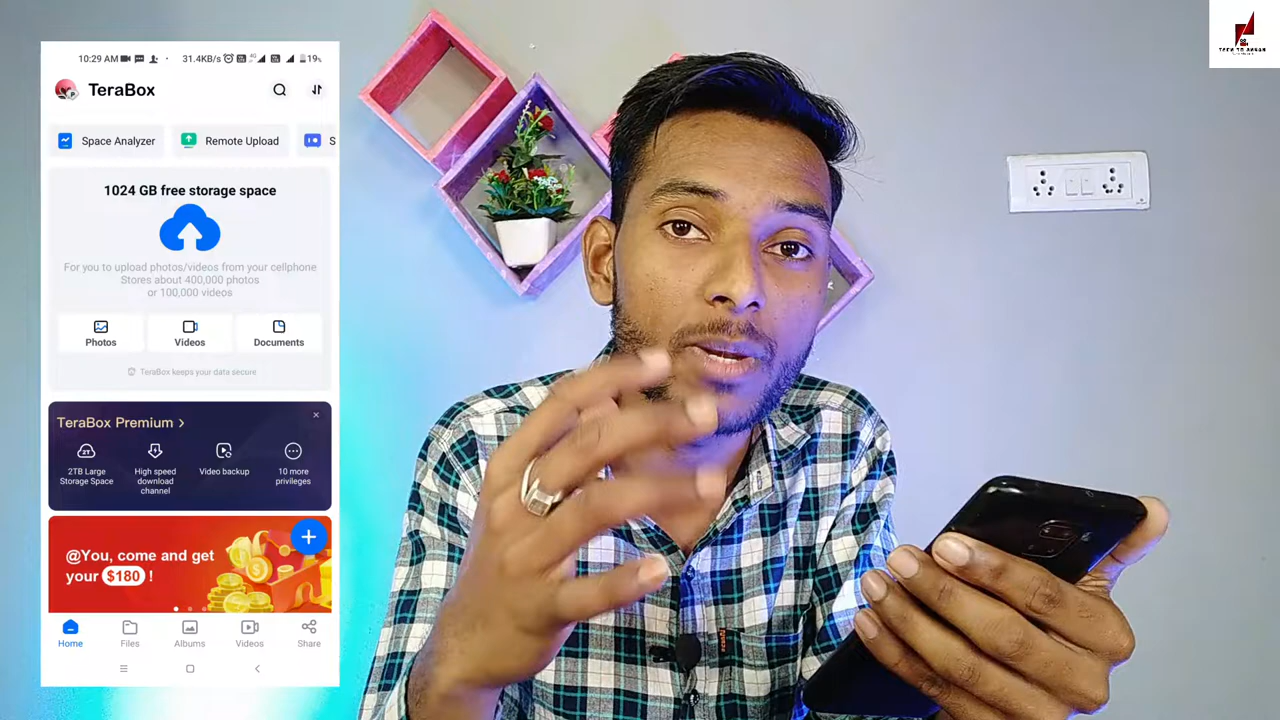 10:29 AM
31.4KB/s
19%
TeraBox
Space Analyzer
Remote Upload
S
1024 GB free storage space
For you to upload photos/videos from your cellphone
Stores about 400,000 photos
or 100,000 videos
Photos
Videos
Documents
TeraBox keeps your data secure
TeraBox Premium >
2TB Large
Storage Space
High speed
download
channel
Video backup
10 more
privileges
@You, come and get
your $180 !
Home
Files
Albums
Videos
Share